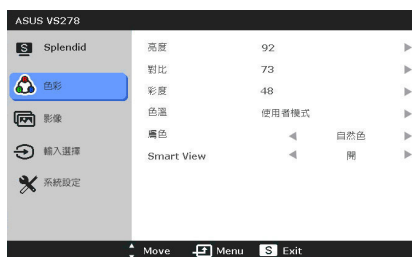 ASUS VS278
S Splendid
色彩
影像
輸入選擇
系統設定
亮度 92
對比 73
彩度 48
色溫 使用者模式
膚色 自然色
Smart View 開
Move Menu S Exit